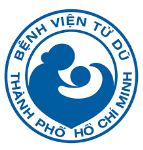 BỆNH VIỆN TỪ DŨ
THÀNH PHỐ HỒ CHÍ MINH